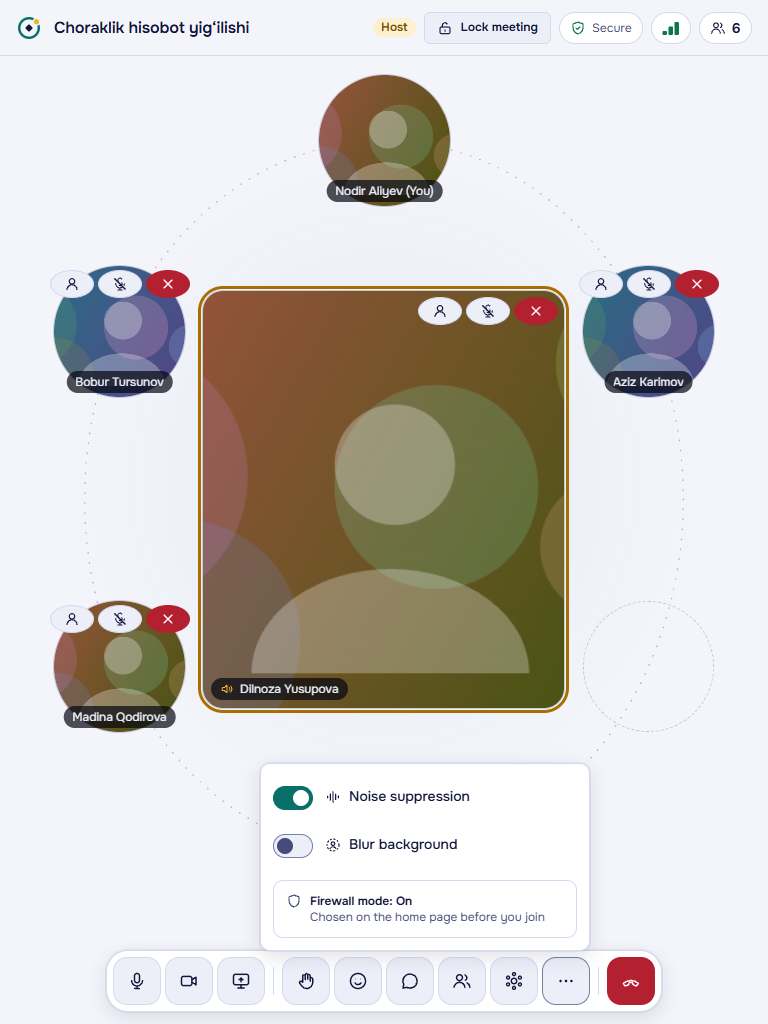 Choraklik hisobot yig‘ilishi
Host
Lock meeting
Secure
6
Nodir Aliyev (You)
Bobur Tursunov
Aziz Karimov
Dilnoza Yusupova
Madina Qodirova
Noise suppression
Blur background
Firewall mode: On
Chosen on the home page before you join